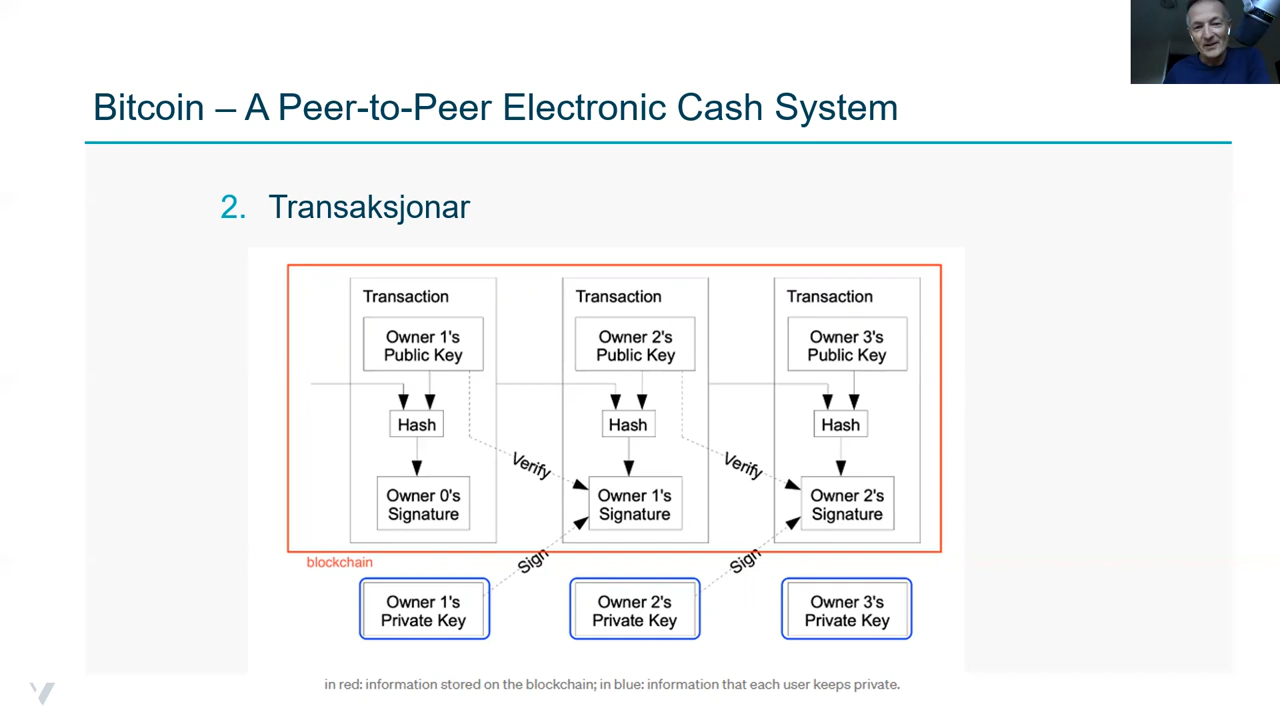 Bitcoin – A Peer-to-Peer Electronic Cash System
2. Transaksjonar
Transaction
Owner 1's
Public Key
Hash
Owner 0's
Signature
Transaction
Owner 2's
Public Key
Hash
Verify
Owner 1's
Signature
Transaction
Owner 3's
Public Key
Hash
Verify
Owner 2's
Signature
blockchain
Sign
Sign
Owner 1's
Private Key
Owner 2's
Private Key
Owner 3's
Private Key
in red: information stored on the blockchain; in blue: information that each user keeps private.